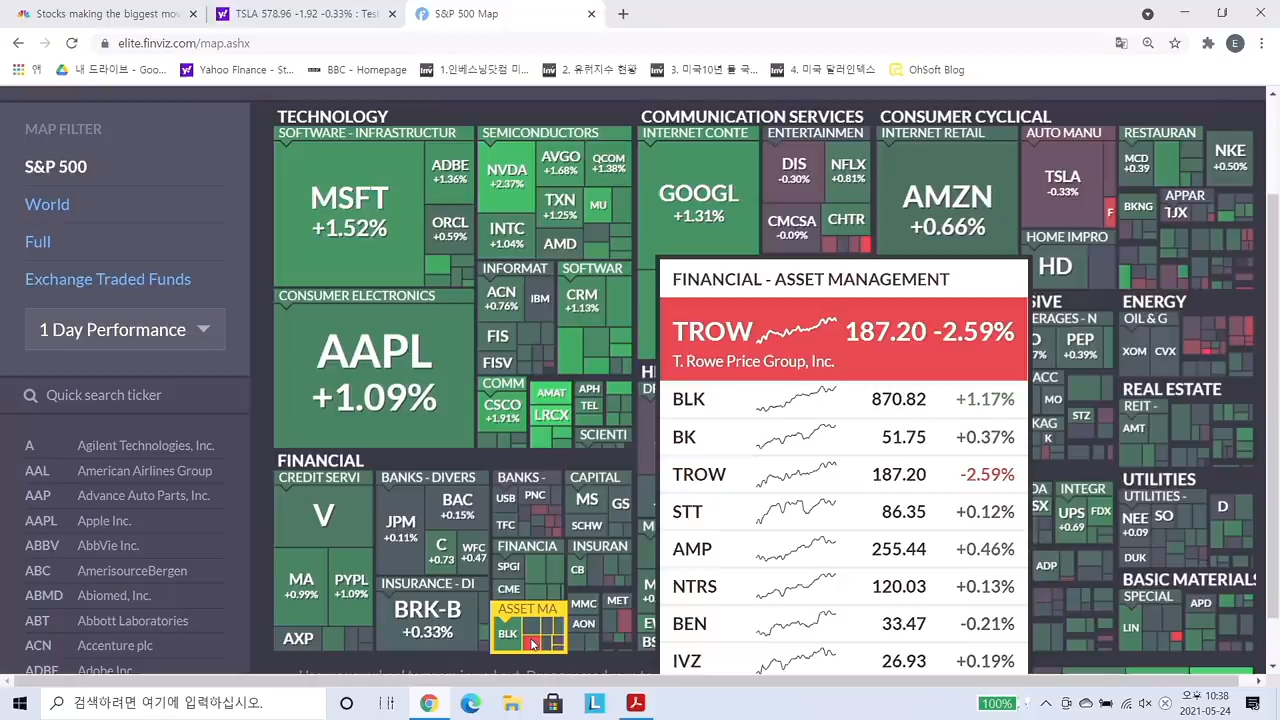 Stocks making the biggest mov
TSLA 578.96 -1.92 -0.33% : Tesl
S&P 500 Map
elite.finviz.com/map.ashx
E
앱
내 드라이브 - Goo...
Yahoo FInance - St...
BBC - Homepage
1.인베스닝닷컴 미...
2. 유런지수 현황
3. 미국10년 물 국...
4. 미국 달러인덱스
OhSoft Blog
MAP FILTER
S&P 500
World
Full
Exchange Traded Funds
1 Day Performance
Quick search ticker
A Agilent Technologies, Inc.
AAL American Airlines Group
AAP Advance Auto Parts, Inc.
AAPL Apple Inc.
ABBV AbbVie Inc.
ABC AmerisourceBergen
ABMD Abiomed, Inc.
ABT Abbott Laboratories
ACN Accenture plc
ADBE Adobe Inc.
TECHNOLOGY
SOFTWARE - INFRASTRUCTUR
MSFT
+1.52%
ADBE
+1.36%
ORCL
+0.59%
CONSUMER ELECTRONICS
AAPL
+1.09%
SEMICONDUCTORS
NVDA
+2.37%
AVGO
+1.68%
QCOM
+1.38%
TXN
+1.25%
MU
INTC
+1.04%
AMD
INFORMAT
ACN
+0.76%
IBM
FIS
FISV
SOFTWAR
CRM
+1.13%
COMM
CSCO
+1.91%
AMAT
LRCX
APH
TEL
SCIENTI
COMMUNICATION SERVICES
INTERNET CONTE
GOOGL
+1.31%
ENTERTAINMEN
DIS
-0.30%
NFLX
+0.81%
CMCSA
-0.09%
CHTR
CONSUMER CYCLICAL
INTERNET RETAIL
AMZN
+0.66%
AUTO MANU
TSLA
-0.33%
F
RESTAURAN
MCD
+0.39
NKE
+0.50%
BKNG
APPAR
TJX
HOME IMPRO
HD
FINANCIAL
CREDIT SERVI
V
MA
+0.99%
PYPL
+1.09%
AXP
BANKS - DIVERS
JPM
+0.11%
BAC
+0.15%
C
+0.73
WFC
+0.47
INSURANCE - DI
BRK-B
+0.33%
BANKS -
USB
PNC
TFC
FINANCIA
SPGI
CME
ASSET MA
BLK
CAPITAL
MS
GS
SCHW
INSURAN
CB
MMC
MET
AON
FINANCIAL - ASSET MANAGEMENT
TROW 187.20 -2.59%
T. Rowe Price Group, Inc.
BLK 870.82 +1.17%
BK 51.75 +0.37%
TROW 187.20 -2.59%
STT 86.35 +0.12%
AMP 255.44 +0.46%
NTRS 120.03 +0.13%
BEN 33.47 -0.21%
IVZ 26.93 +0.19%
SIVE
ERAGES - N
PEP
+0.39%
ACC
MO
STZ
KAG
K
INTEGR
UPS
+0.69
FDX
ADP
ENERGY
OIL & G
XOM
CVX
REAL ESTATE
REIT -
AMT
UTILITIES
UTILITIES -
NEE
+0.09
SO
D
DUK
BASIC MATERIALS
SPECIAL
LIN
APD
검색하려면 여기에 입력하십시오.
100%
오후 10:38
2021-05-24